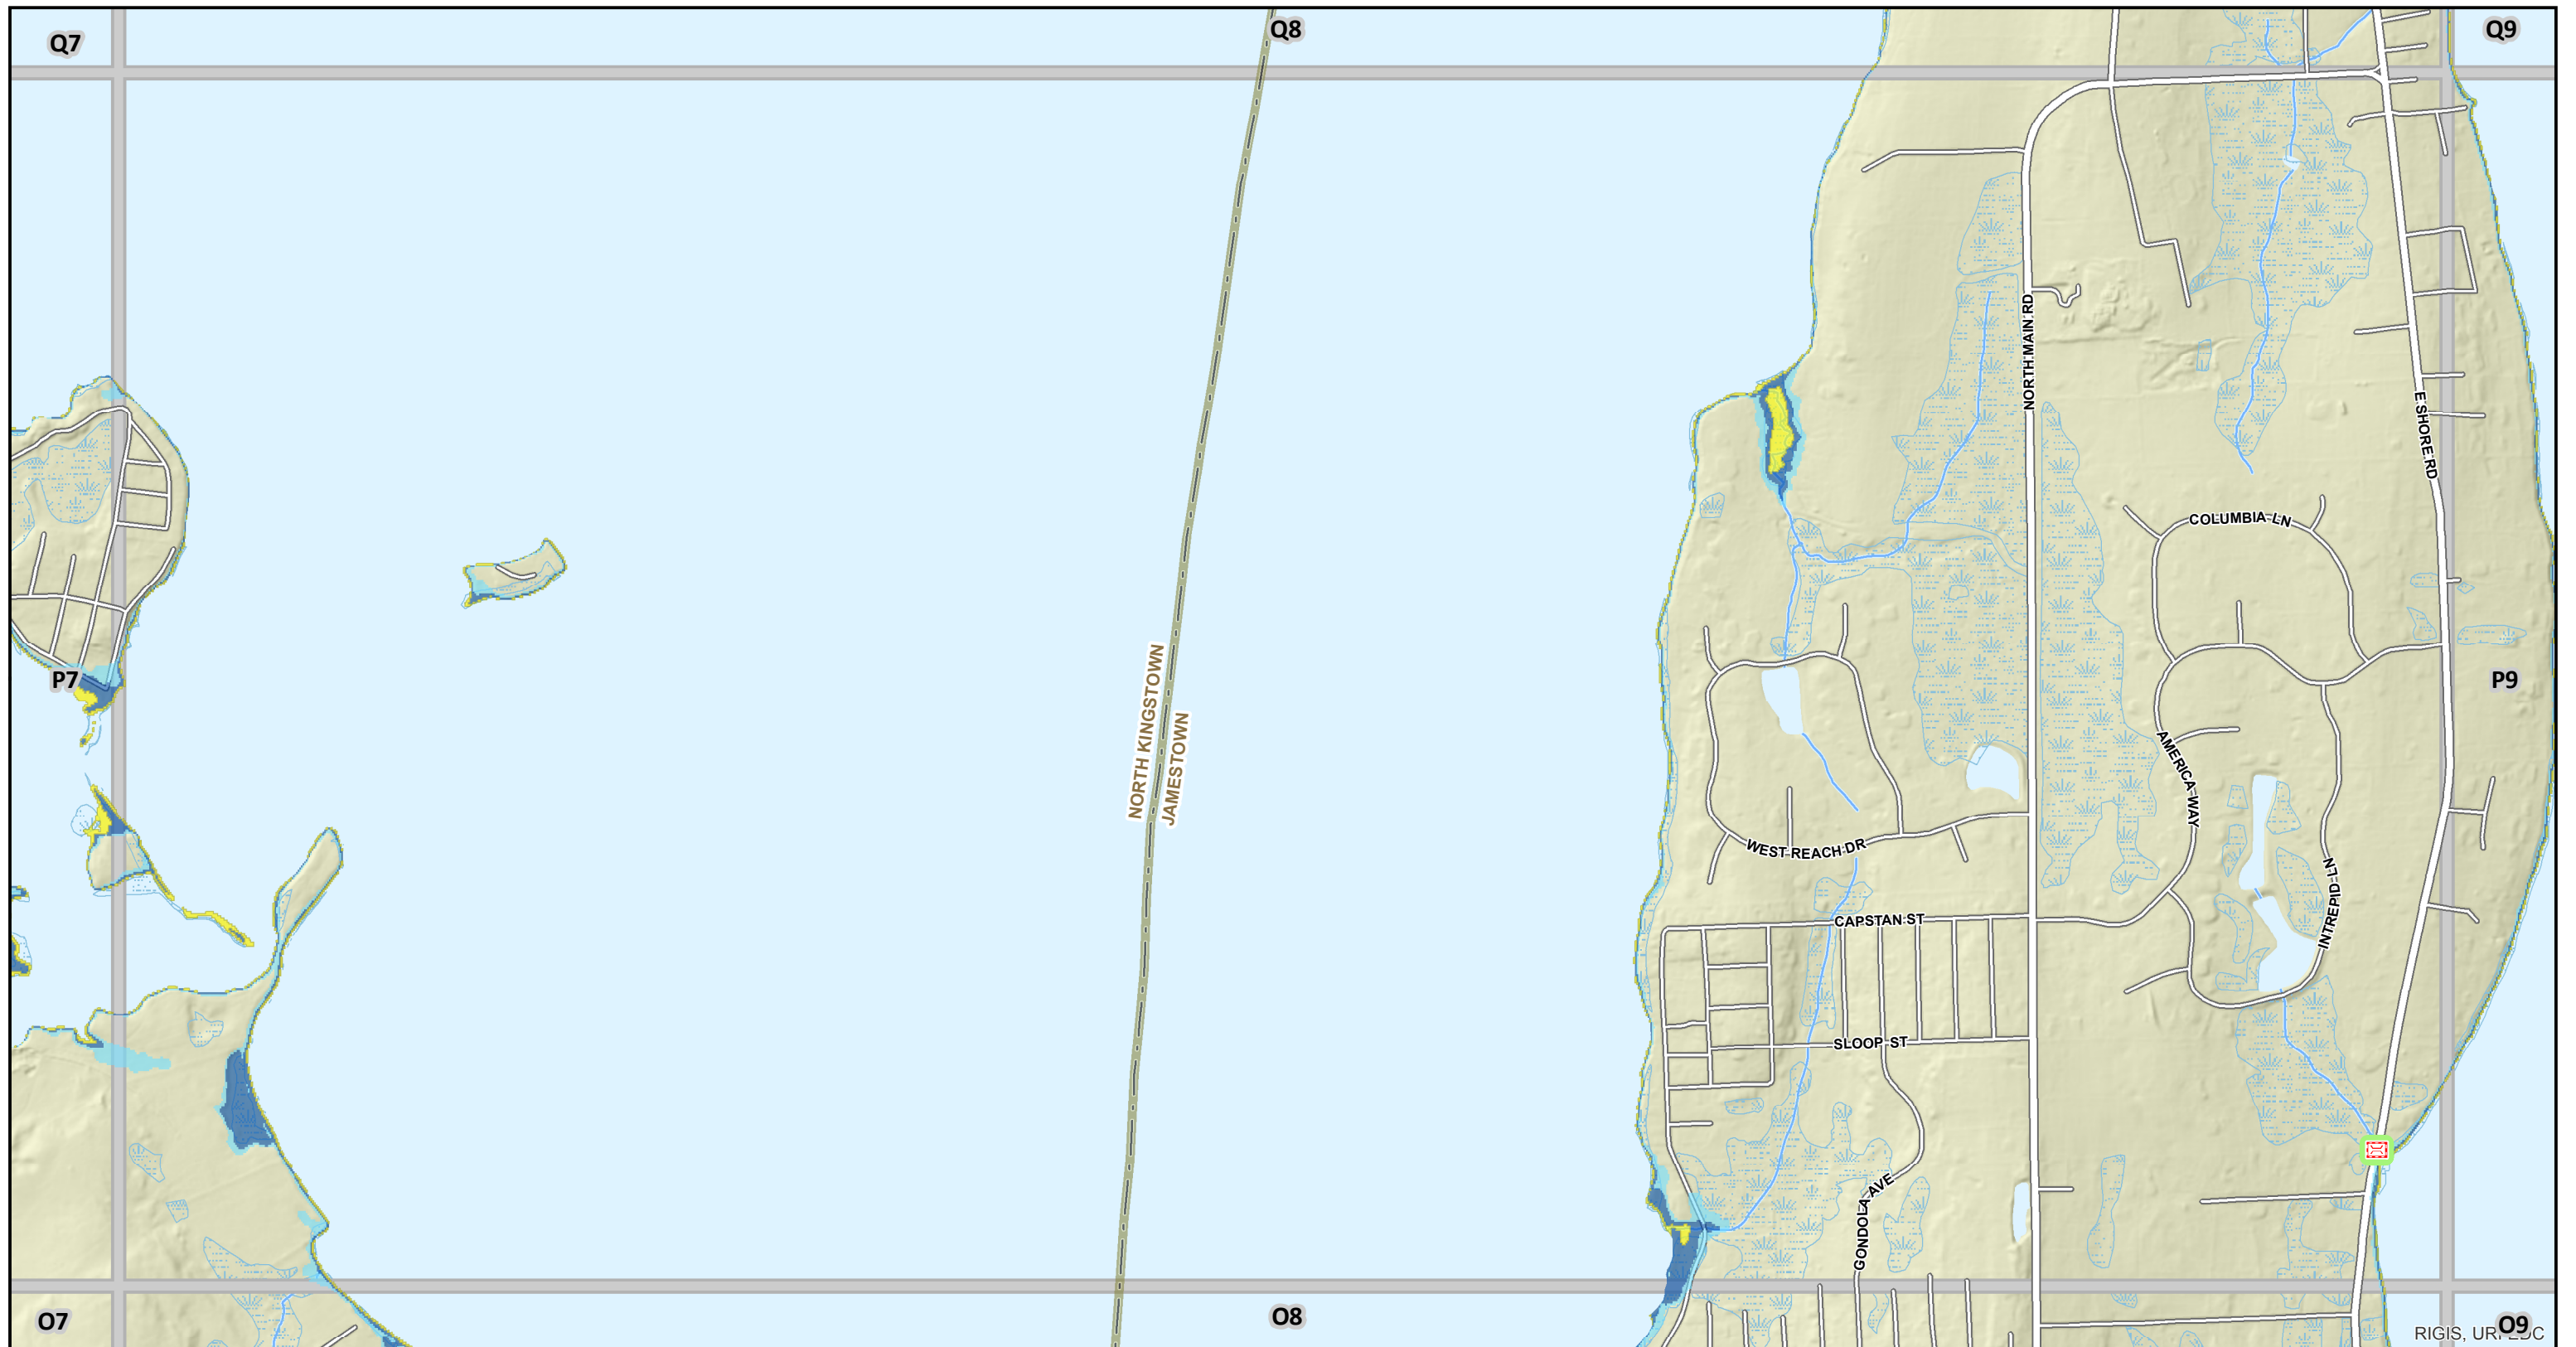 Q7
Q8
Q9
NORTH MAIN RD
E SHORE RD
COLUMBIA LN
P7
P9
NORTH KINGSTOWN
JAMESTOWN
AMERICA WAY
WEST REACH DR
INTREPID LN
CAPSTAN ST
SLOOP ST
GONDOLA AVE
O7
O8
O9
RIGIS,